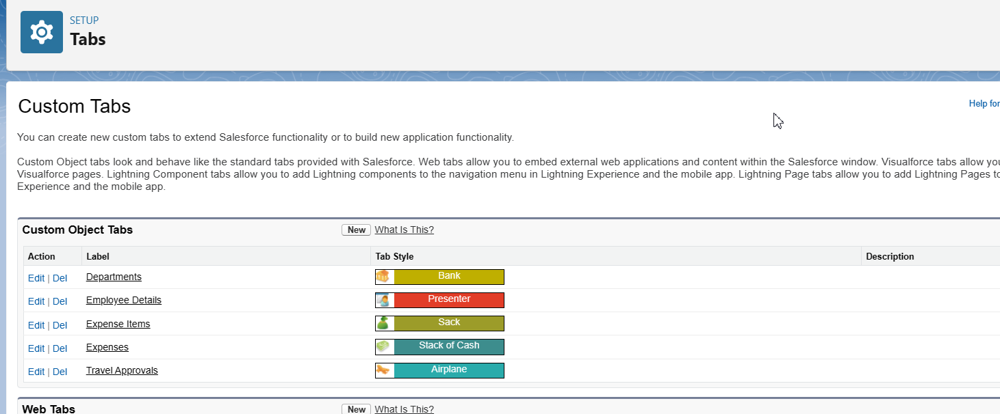 SETUP
Tabs
Custom Tabs
Help for
You can create new custom tabs to extend Salesforce functionality or to build new application functionality.
Custom Object tabs look and behave like the standard tabs provided with Salesforce. Web tabs allow you to embed external web applications and content within the Salesforce window. Visualforce tabs allow you
Visualforce pages. Lightning Component tabs allow you to add Lightning components to the navigation menu in Lightning Experience and the mobile app. Lightning Page tabs allow you to add Lightning Pages to
Experience and the mobile app.
Custom Object Tabs New What Is This?
Action Label Tab Style Description
Edit | Del Departments Bank
Edit | Del Employee Details Presenter
Edit | Del Expense Items Sack
Edit | Del Expenses Stack of Cash
Edit | Del Travel Approvals Airplane
Web Tabs New What Is This?